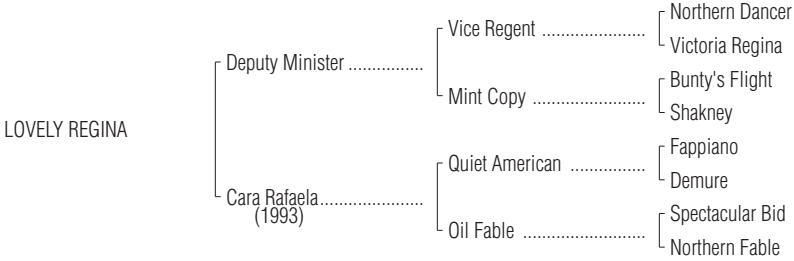 Northern Dancer
Vice Regent ......................
Victoria Regina
Deputy Minister ................
Bunty's Flight
Mint Copy ........................
Shakney
LOVELY REGINA
Fappiano
Quiet American ................
Demure
Cara Rafaela......................
(1993)
Spectacular Bid
Oil Fable ..........................
Northern Fable